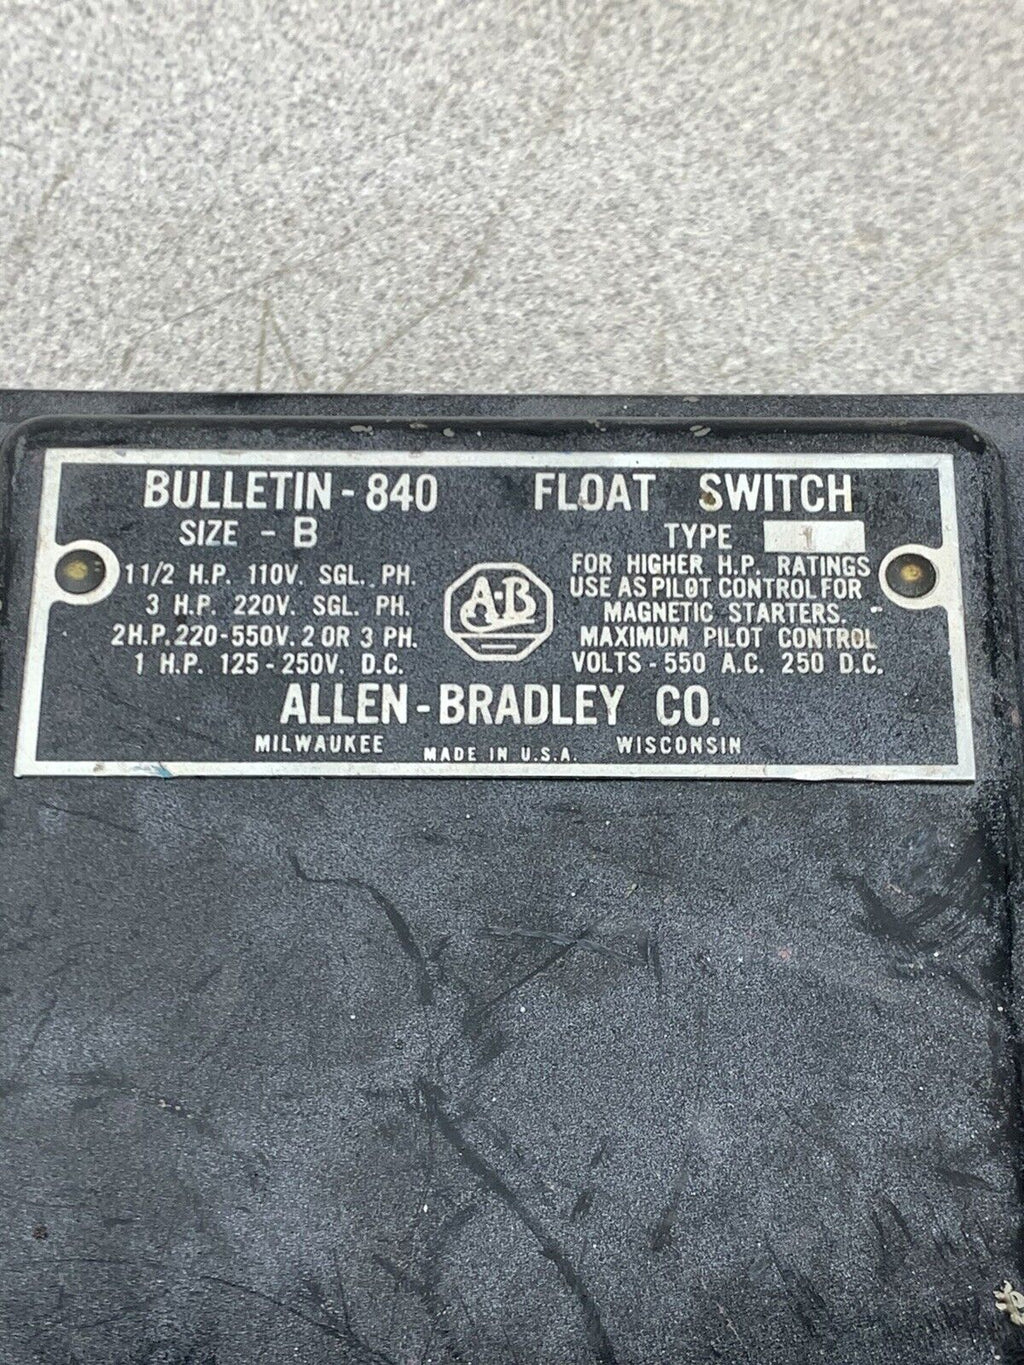 BULLETIN - 840 FLOAT SWITCH
SIZE - B
TYPE 1
1 1/2 H.P. 110V. SGL. PH.
3 H.P. 220V. SGL. PH.
2H.P. 220-550V. 2 OR 3 PH.
1 H.P. 125-250V. D.C.
A-B
FOR HIGHER H.P. RATINGS
USE AS PILOT CONTROL FOR
MAGNETIC STARTERS.
MAXIMUM PILOT CONTROL
VOLTS - 550 A.C. 250 D.C.
ALLEN-BRADLEY CO.
MILWAUKEE MADE IN U.S.A. WISCONSIN